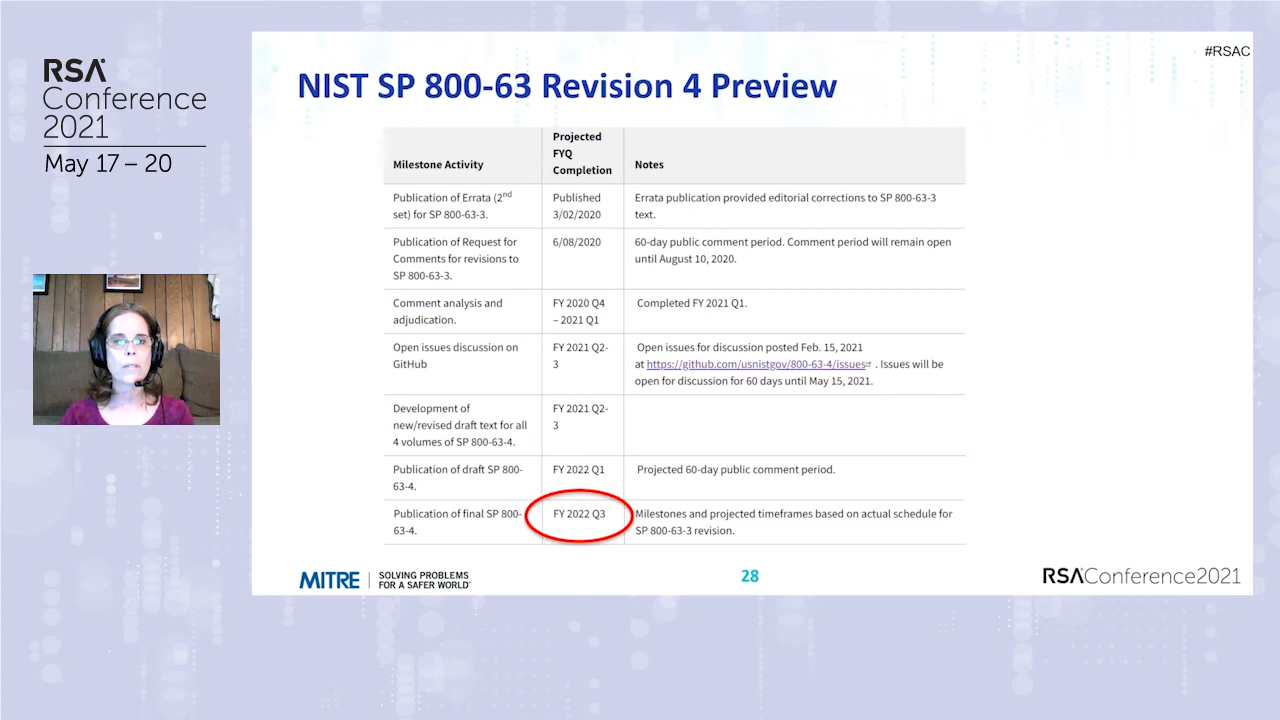 RSA
Conference
2021
May 17 – 20
#RSAC
NIST SP 800-63 Revision 4 Preview
Milestone Activity
Projected
FYQ
Completion
Notes
Publication of Errata (2nd
set) for SP 800-63-3.
Published
3/02/2020
Errata publication provided editorial corrections to SP 800-63-3
text.
Publication of Request for
Comments for revisions to
SP 800-63-3.
6/08/2020
60-day public comment period. Comment period will remain open
until August 10, 2020.
Comment analysis and
adjudication.
FY 2020 Q4
– 2021 Q1
Completed FY 2021 Q1.
Open issues discussion on
GitHub
FY 2021 Q2-
3
Open issues for discussion posted Feb. 15, 2021
at https://github.com/usnistgov/800-63-4/issues . Issues will be
open for discussion for 60 days until May 15, 2021.
Development of
new/revised draft text for all
4 volumes of SP 800-63-4.
FY 2021 Q2-
3
Publication of draft SP 800-
63-4.
FY 2022 Q1
Projected 60-day public comment period.
Publication of final SP 800-
63-4.
FY 2022 Q3
Milestones and projected timeframes based on actual schedule for
SP 800-63-3 revision.
MITRE
SOLVING PROBLEMS
FOR A SAFER WORLD
28
RSAConference2021